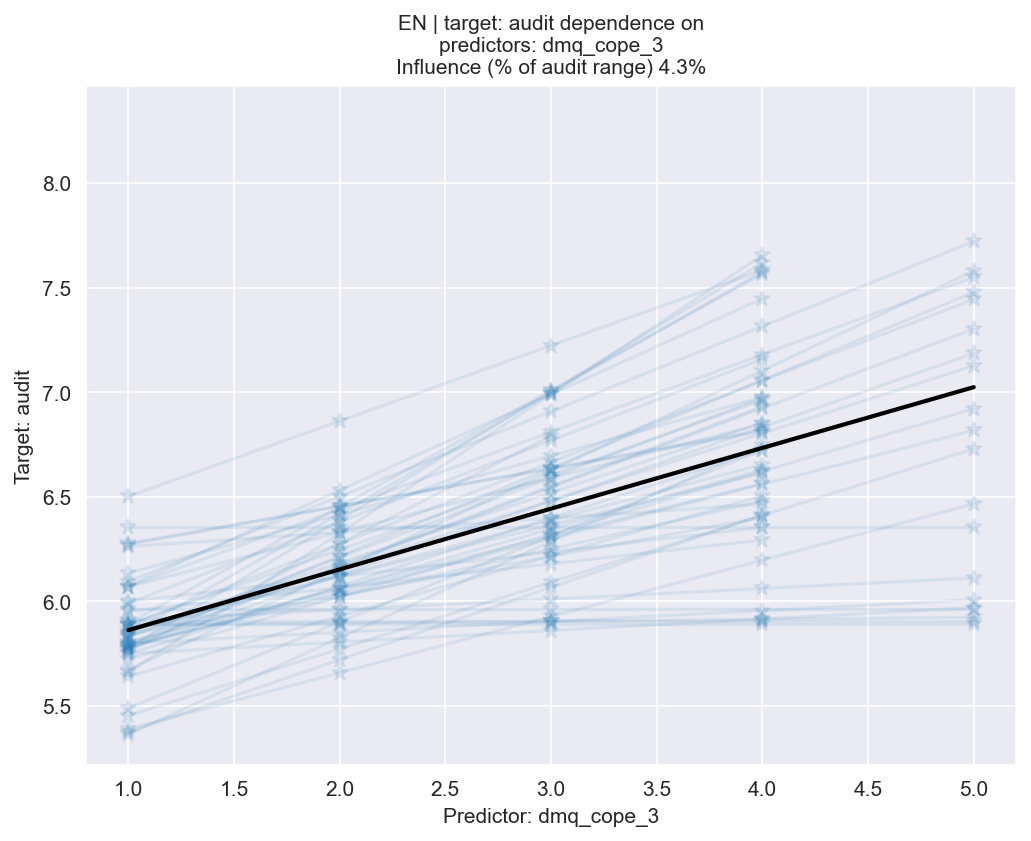 EN | target: audit dependence on
predictors: dmq_cope_3
Influence (% of audit range) 4.3%
Target: audit
8.0
7.5
7.0
6.5
6.0
5.5
1.0 1.5 2.0 2.5 3.0 3.5 4.0 4.5 5.0
Predictor: dmq_cope_3